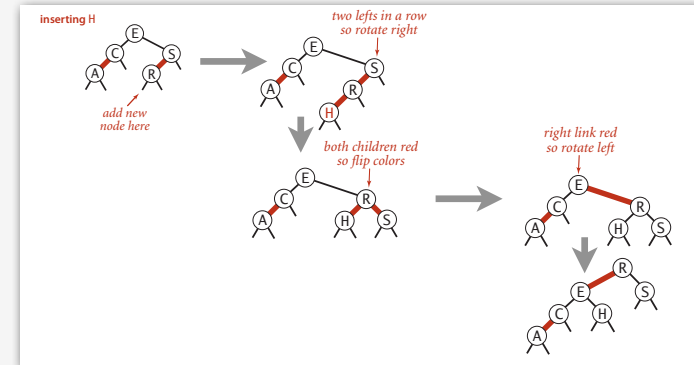 inserting H
E
C
S
A
R
add new
node here
two lefts in a row
so rotate right
E
C
S
A
R
H
both children red
so flip colors
E
C
R
A
H
S
right link red
so rotate left
E
C
R
A
H
S
R
E
S
C
H
A